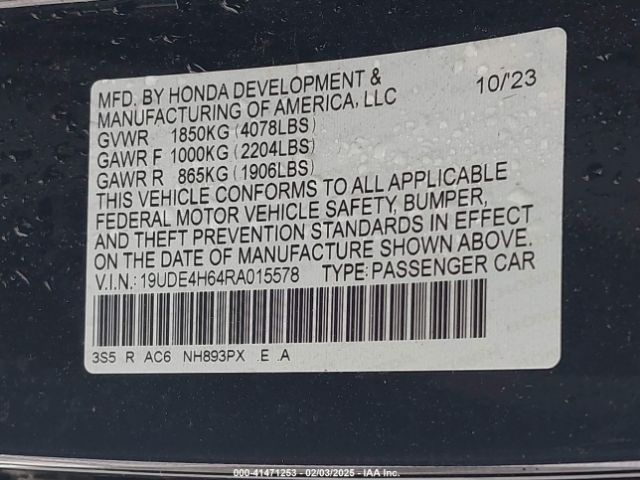 MFD. BY HONDA DEVELOPMENT & 10/'23
MANUFACTURING OF AMERICA, LLC
GVWR 1850KG (4078LBS)
GAWR F 1000KG (2204LBS)
GAWR R 865KG (1906LBS)
THIS VEHICLE CONFORMS TO ALL APPLICABLE
FEDERAL MOTOR VEHICLE SAFETY, BUMPER,
AND THEFT PREVENTION STANDARDS IN EFFECT
ON THE DATE OF MANUFACTURE SHOWN ABOVE.
V.I.N.:19UDE4H64RA015578 TYPE:PASSENGER CAR
3S5 R AC6 NH893PX E .A
000-41471253 - 02/03/2025 - IAA Inc.